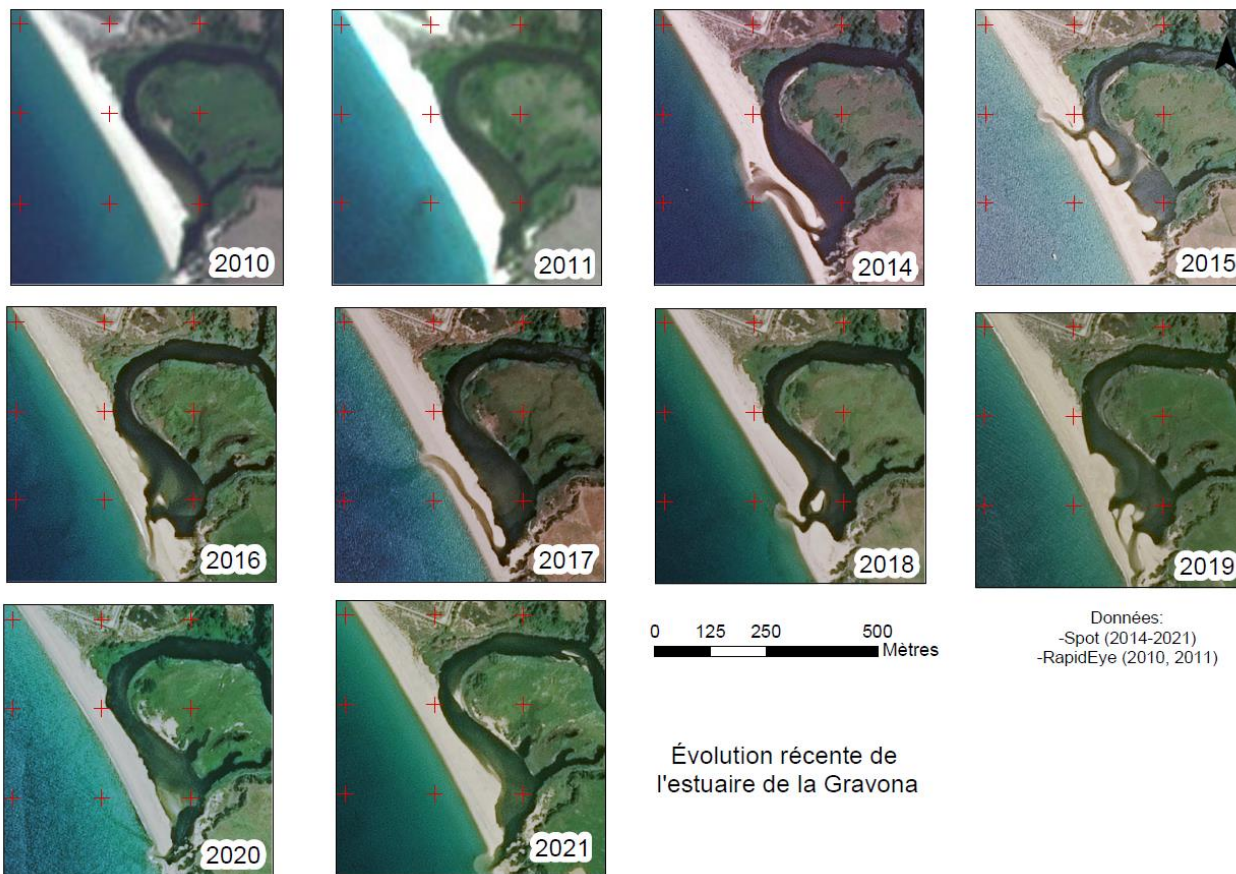 2010
2011
2014
2015
2016
2017
2018
2019
2020
2021
0 125 250 500
Mètres
Données:
-Spot (2014-2021)
-RapidEye (2010, 2011)
Évolution récente de
l'estuaire de la Gravona